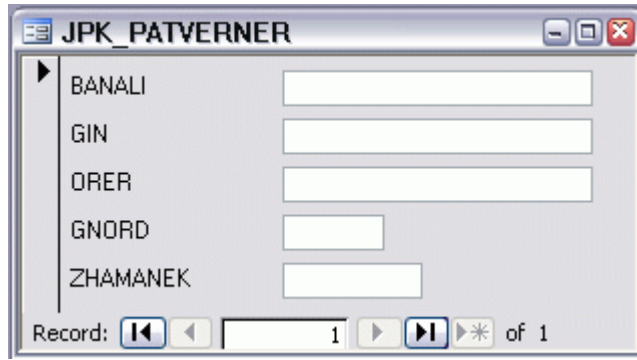 JPK_PATVERNER
BANALI
GIN
ORER
GNORD
ZHAMANEK
Record: 1 of 1